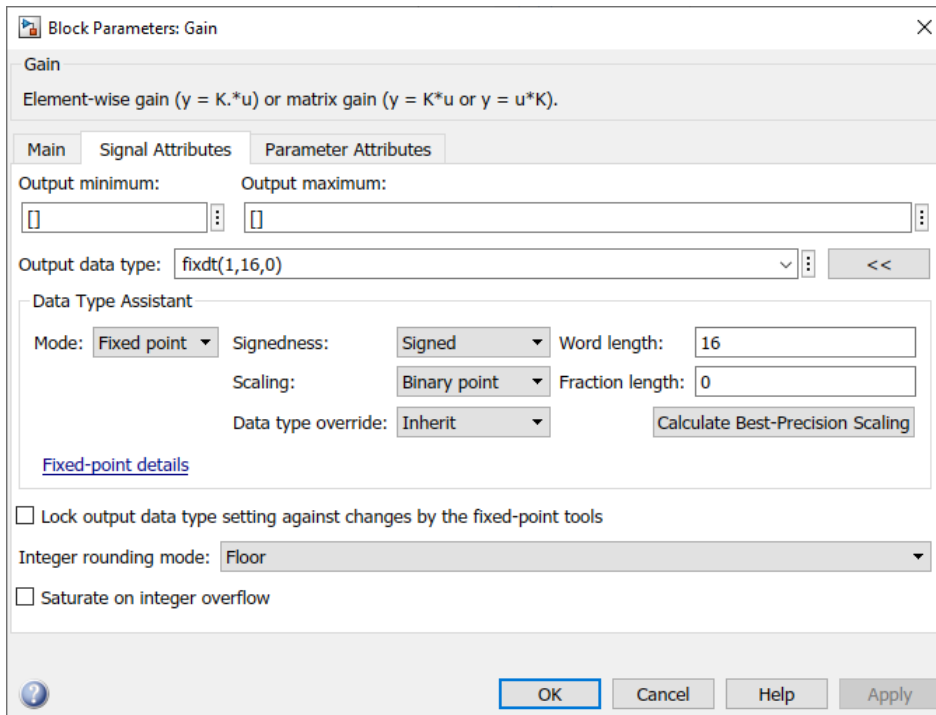 Block Parameters: Gain
Gain
Element-wise gain (y = K.*u) or matrix gain (y = K*u or y = u*K).
Main Signal Attributes Parameter Attributes
Output minimum: Output maximum:
[] []
Output data type: fixdt(1,16,0) <<
Data Type Assistant
Mode: Fixed point Signedness: Signed Word length: 16
Scaling: Binary point Fraction length: 0
Data type override: Inherit Calculate Best-Precision Scaling
Fixed-point details
Lock output data type setting against changes by the fixed-point tools
Integer rounding mode: Floor
Saturate on integer overflow
? OK Cancel Help Apply